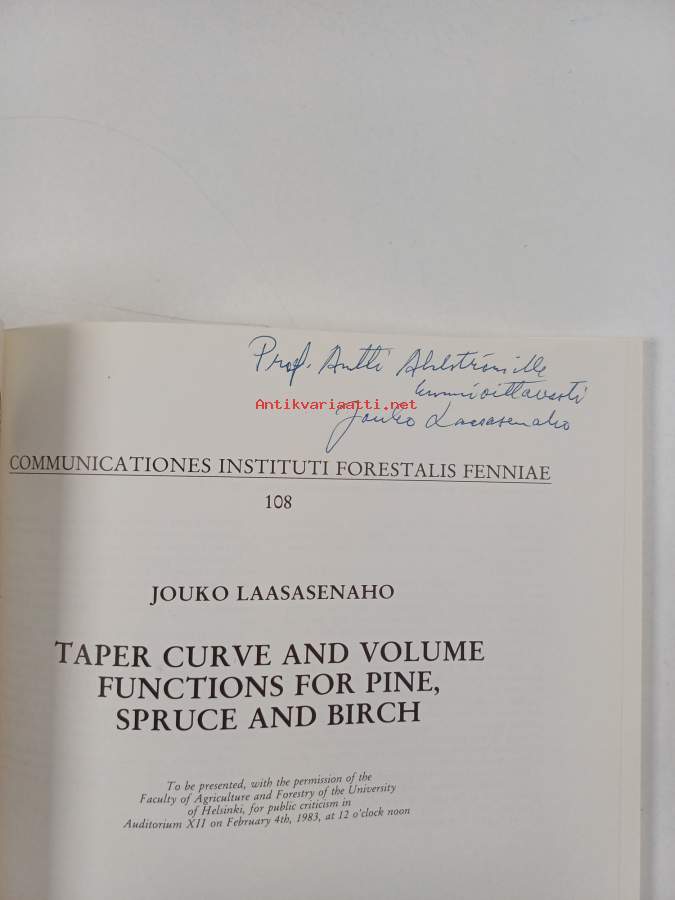 Prof. Antti Ahlströmille
kunnioittavasti
Antikvariaatti.net
Jouko Laasasenaho
COMMUNICATIONES INSTITUTI FORESTALIS FENNIAE
108
JOUKO LAASASENAHO
TAPER CURVE AND VOLUME
FUNCTIONS FOR PINE,
SPRUCE AND BIRCH
To be presented, with the permission of the
Faculty of Agriculture and Forestry of the University
of Helsinki, for public criticism in
Auditorium XII on February 4th, 1983, at 12 o'clock noon